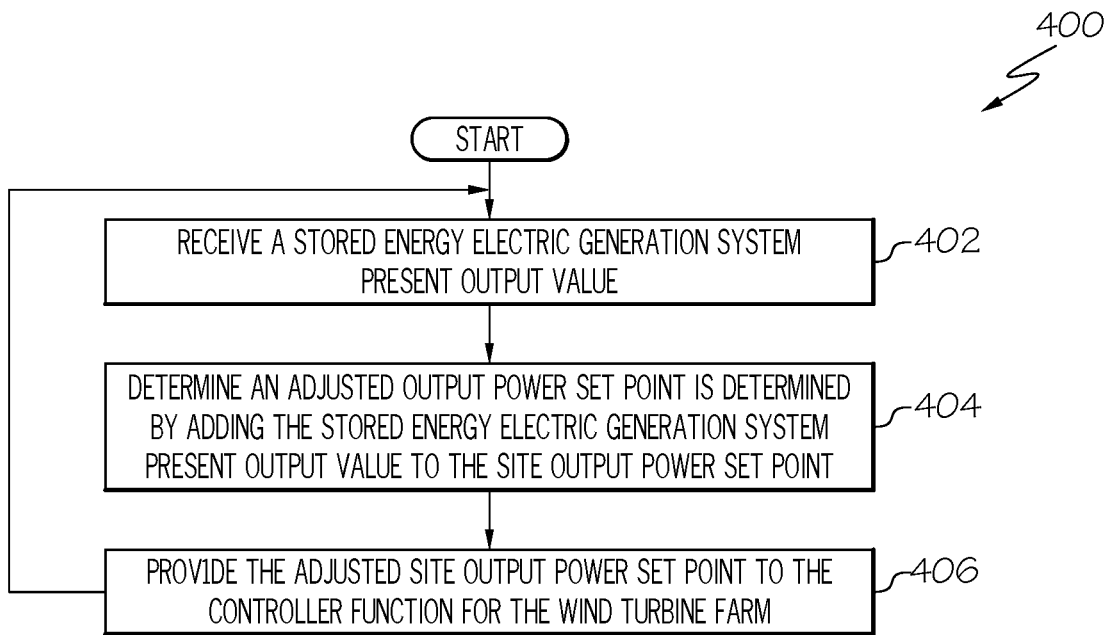 400
START
RECEIVE A STORED ENERGY ELECTRIC GENERATION SYSTEM
PRESENT OUTPUT VALUE
402
DETERMINE AN ADJUSTED OUTPUT POWER SET POINT IS DETERMINED
BY ADDING THE STORED ENERGY ELECTRIC GENERATION SYSTEM
PRESENT OUTPUT VALUE TO THE SITE OUTPUT POWER SET POINT
404
PROVIDE THE ADJUSTED SITE OUTPUT POWER SET POINT TO THE
CONTROLLER FUNCTION FOR THE WIND TURBINE FARM
406